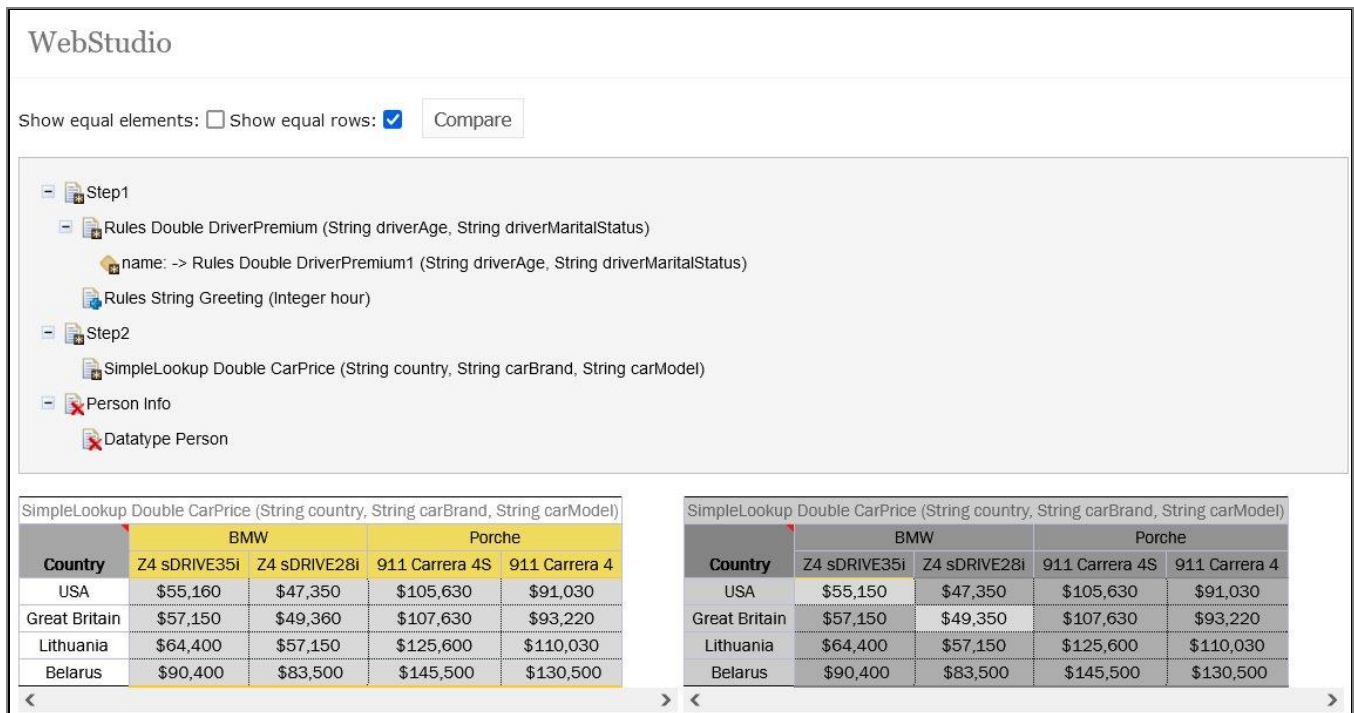 WebStudio
Show equal elements: Show equal rows: Compare
Step1
Rules Double DriverPremium (String driverAge, String driverMaritalStatus)
name: -> Rules Double DriverPremium1 (String driverAge, String driverMaritalStatus)
Rules String Greeting (Integer hour)
Step2
SimpleLookup Double CarPrice (String country, String carBrand, String carModel)
Person Info
Datatype Person
SimpleLookup Double CarPrice (String country, String carBrand, String carModel)
BMW Porche
Country Z4 sDRIVE35i Z4 sDRIVE28i 911 Carrera 4S 911 Carrera 4
USA $55,160 $47,350 $105,630 $91,030
Great Britain $57,150 $49,360 $107,630 $93,220
Lithuania $64,400 $57,150 $125,600 $110,030
Belarus $90,400 $83,500 $145,500 $130,500
SimpleLookup Double CarPrice (String country, String carBrand, String carModel)
BMW Porche
Country Z4 sDRIVE35i Z4 sDRIVE28i 911 Carrera 4S 911 Carrera 4
USA $55,150 $47,350 $105,630 $91,030
Great Britain $57,150 $49,350 $107,630 $93,220
Lithuania $64,400 $57,150 $125,600 $110,030
Belarus $90,400 $83,500 $145,500 $130,500